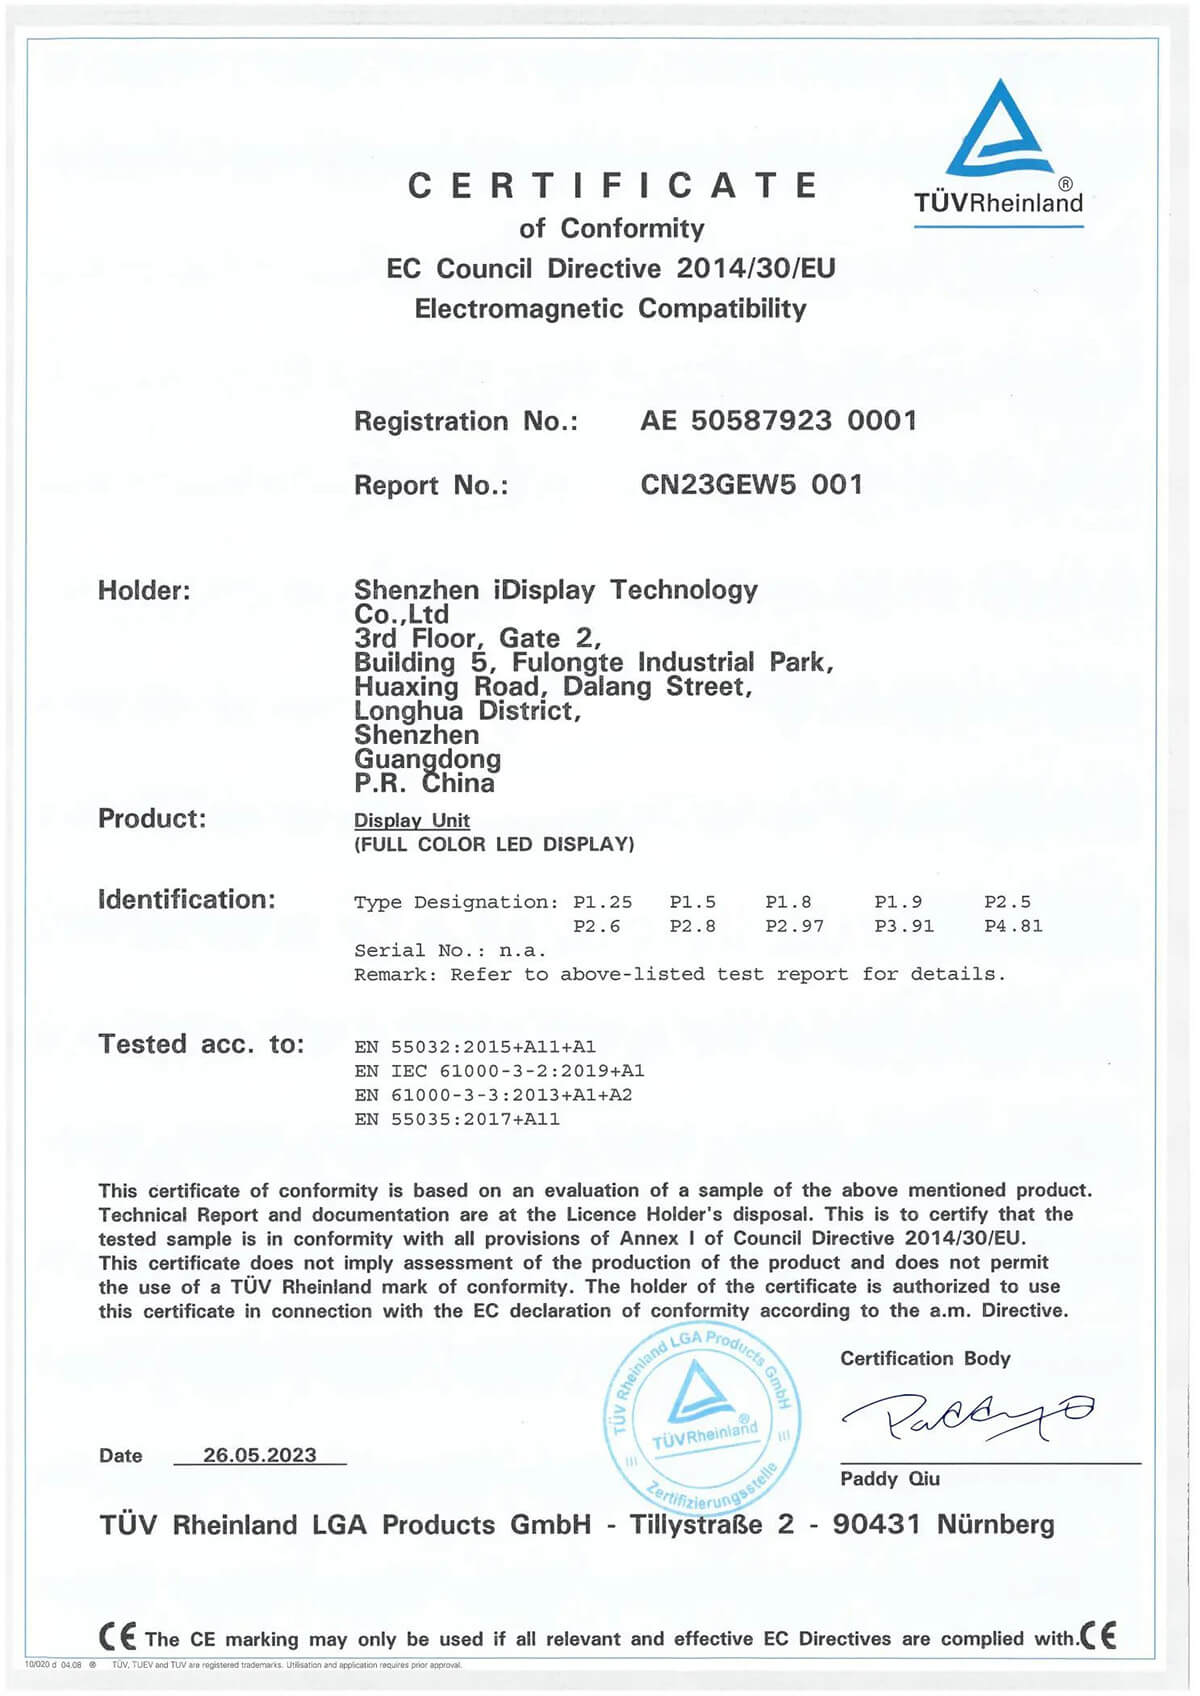 TÜVRheinland®
CERTIFICATE
of Conformity
EC Council Directive 2014/30/EU
Electromagnetic Compatibility
Registration No.: AE 50587923 0001
Report No.: CN23GEW5 001
Holder: Shenzhen iDisplay Technology
Co.,Ltd
3rd Floor, Gate 2,
Building 5, Fulongte Industrial Park,
Huaxing Road, Dalang Street,
Longhua District,
Shenzhen
Guangdong
P.R. China
Product: Display Unit
(FULL COLOR LED DISPLAY)
Identification: Type Designation: P1.25 P1.5 P1.8 P1.9 P2.5
P2.6 P2.8 P2.97 P3.91 P4.81
Serial No.: n.a.
Remark: Refer to above-listed test report for details.
Tested acc. to: EN 55032:2015+A11+A1
EN IEC 61000-3-2:2019+A1
EN 61000-3-3:2013+A1+A2
EN 55035:2017+A11
This certificate of conformity is based on an evaluation of a sample of the above mentioned product.
Technical Report and documentation are at the Licence Holder's disposal. This is to certify that the
tested sample is in conformity with all provisions of Annex I of Council Directive 2014/30/EU.
This certificate does not imply assessment of the production of the product and does not permit
the use of a TÜV Rheinland mark of conformity. The holder of the certificate is authorized to use
this certificate in connection with the EC declaration of conformity according to the a.m. Directive.
TÜV Rheinland LGA Products GmbH
TÜVRheinland®
III III
Zertifizierungsstelle
Certification Body
Paddy Q
Date 26.05.2023
Paddy Qiu
TÜV Rheinland LGA Products GmbH - Tillystraße 2 - 90431 Nürnberg
CE The CE marking may only be used if all relevant and effective EC Directives are complied with. CE
10/020 d 04.08 ® TÜV, TUEV and TUV are registered trademarks. Utilisation and application requires prior approval.